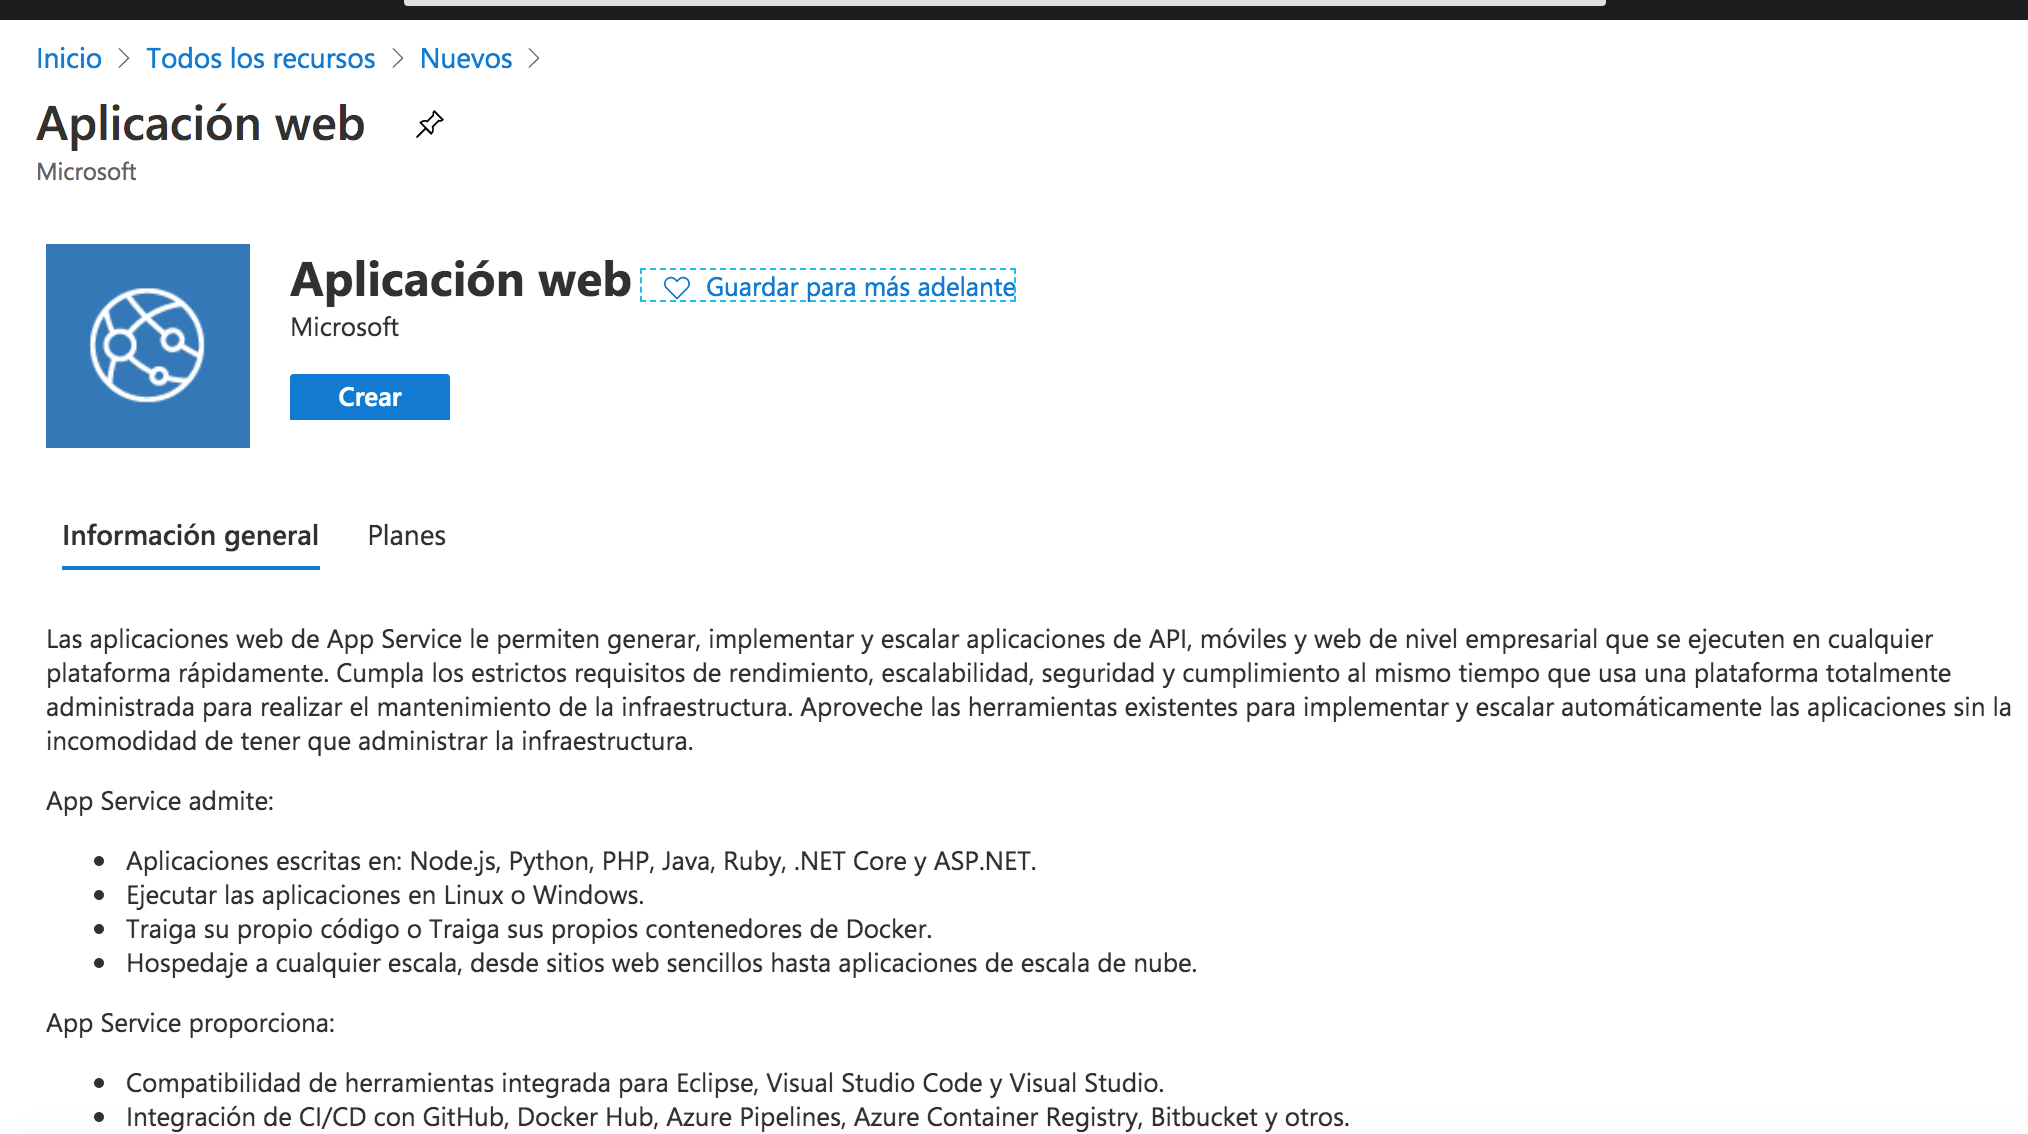 Inicio > Todos los recursos > Nuevos >
Aplicación web
Microsoft
Aplicación web Guardar para más adelante
Microsoft
Crear
Información general Planes
Las aplicaciones web de App Service le permiten generar, implementar y escalar aplicaciones de API, móviles y web de nivel empresarial que se ejecuten en cualquier
plataforma rápidamente. Cumpla los estrictos requisitos de rendimiento, escalabilidad, seguridad y cumplimiento al mismo tiempo que usa una plataforma totalmente
administrada para realizar el mantenimiento de la infraestructura. Aproveche las herramientas existentes para implementar y escalar automáticamente las aplicaciones sin la
incomodidad de tener que administrar la infraestructura.
App Service admite:
• Aplicaciones escritas en: Node.js, Python, PHP, Java, Ruby, .NET Core y ASP.NET.
• Ejecutar las aplicaciones en Linux o Windows.
• Traiga su propio código o Traiga sus propios contenedores de Docker.
• Hospedaje a cualquier escala, desde sitios web sencillos hasta aplicaciones de escala de nube.
App Service proporciona:
• Compatibilidad de herramientas integrada para Eclipse, Visual Studio Code y Visual Studio.
• Integración de CI/CD con GitHub, Docker Hub, Azure Pipelines, Azure Container Registry, Bitbucket y otros.